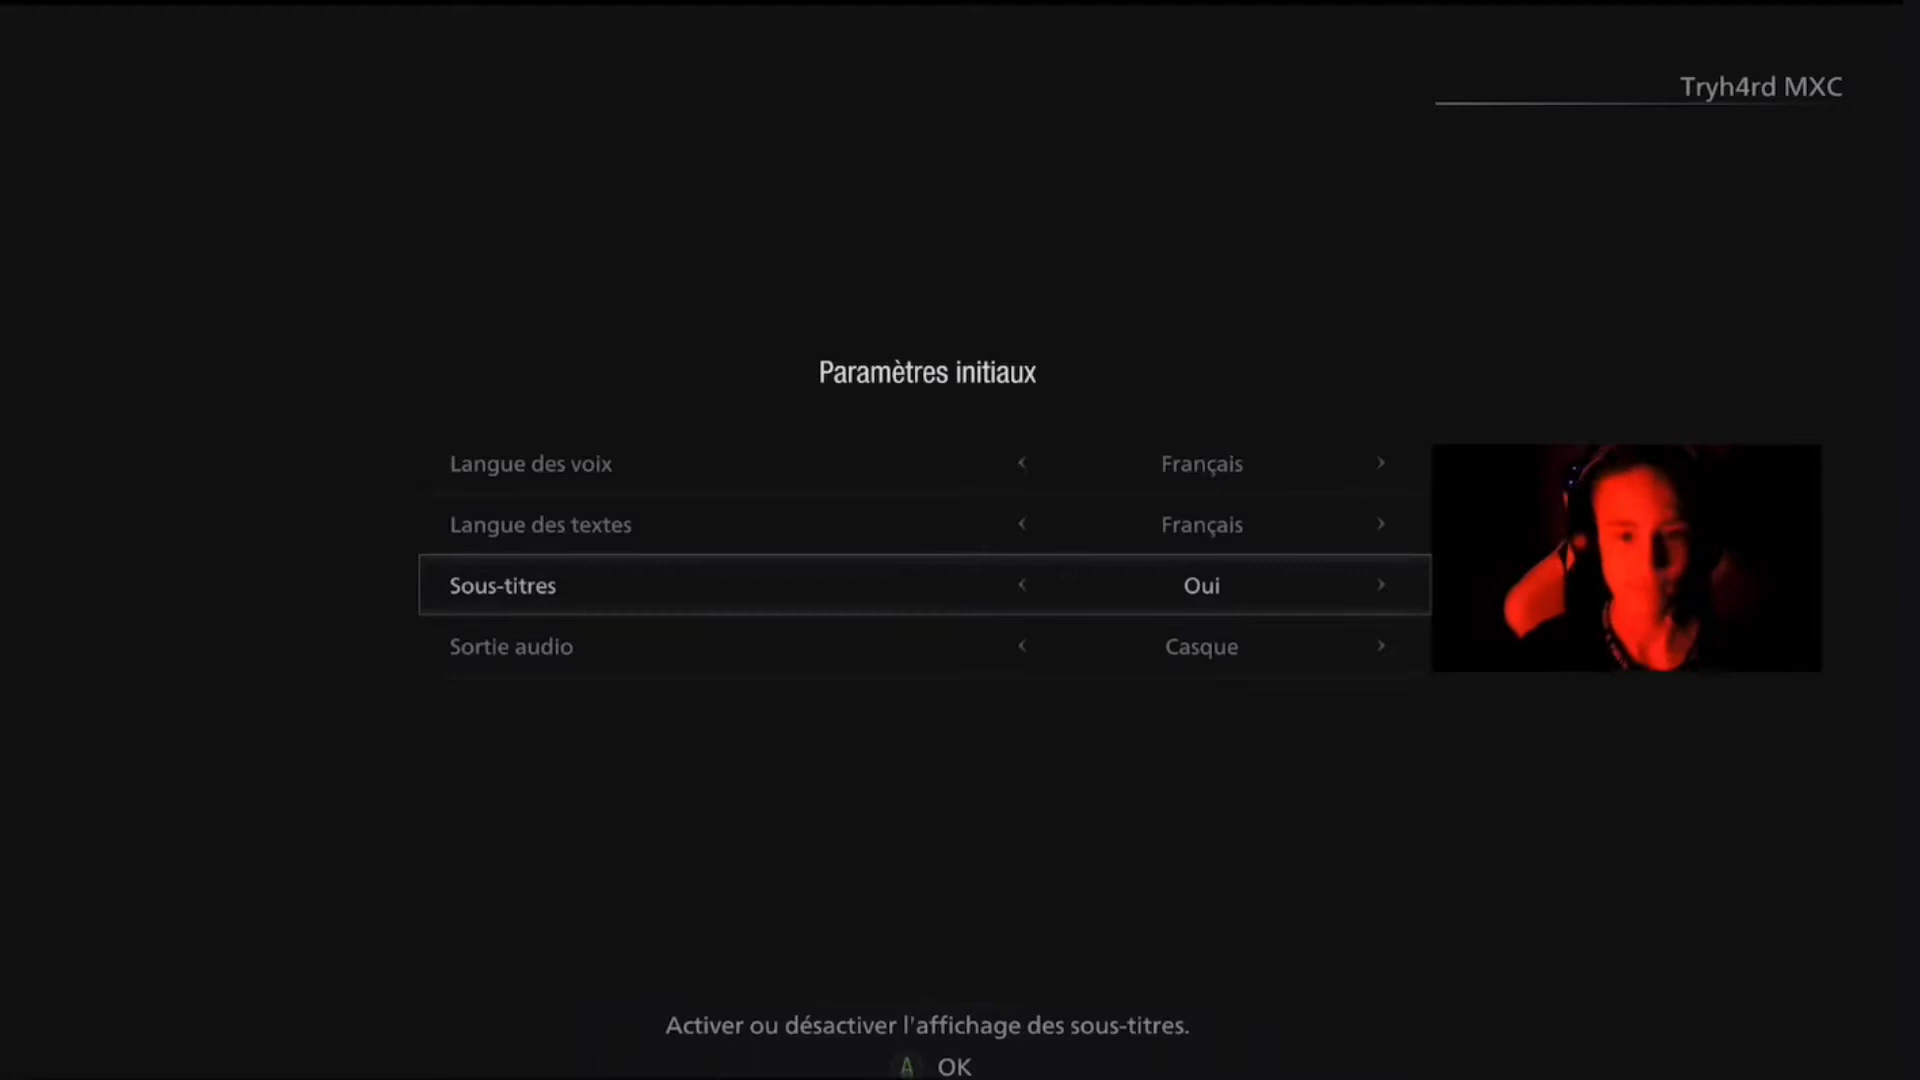 Tryh4rd MXC
Paramètres initiaux
Langue des voix < Français >
Langue des textes < Français >
Sous-titres < Oui >
Sortie audio < Casque >
Activer ou désactiver l'affichage des sous-titres.
A OK